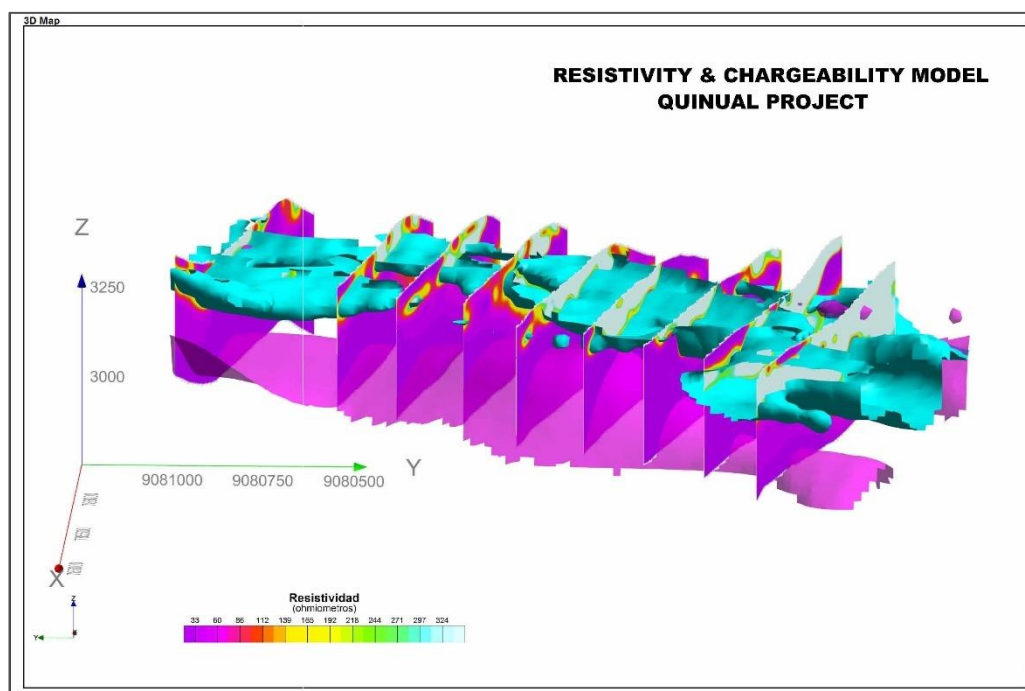 3D Map
RESISTIVITY & CHARGEABILITY MODEL
QUINUAL PROJECT
Z
3250
3000
Y
9081000 9080750 9080500
X
Z
Y
Resistividad
(ohmiometros)
33 60 86 112 139 165 192 218 244 271 297 324